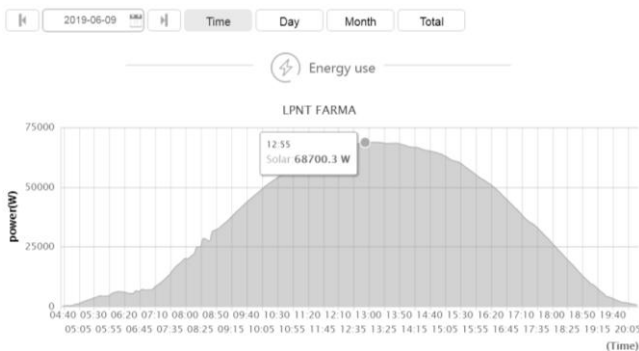 2019-06-09 Time Day Month Total
Energy use
LPNT FARMA
75000
12:55
Solar 68700.3 W
50000
power(W)
25000
0
04:40 05:30 06:20 07:10 08:00 08:50 09:40 10:30 11:20 12:10 13:00 13:50 14:40 15:30 16:20 17:10 18:00 18:50 19:40
05:05 05:55 06:45 07:35 08:25 09:15 10:05 10:55 11:45 12:35 13:25 14:15 15:05 15:55 16:45 17:35 18:25 19:15 20:05
(Time)